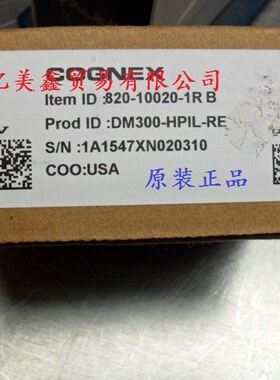 亿美鑫贸易有限公司
COGNEX
Item ID :820-10020-1R B
Prod ID :DM300-HPIL-RE
S/N :1A1547XN020310
COO:USA
原装正品